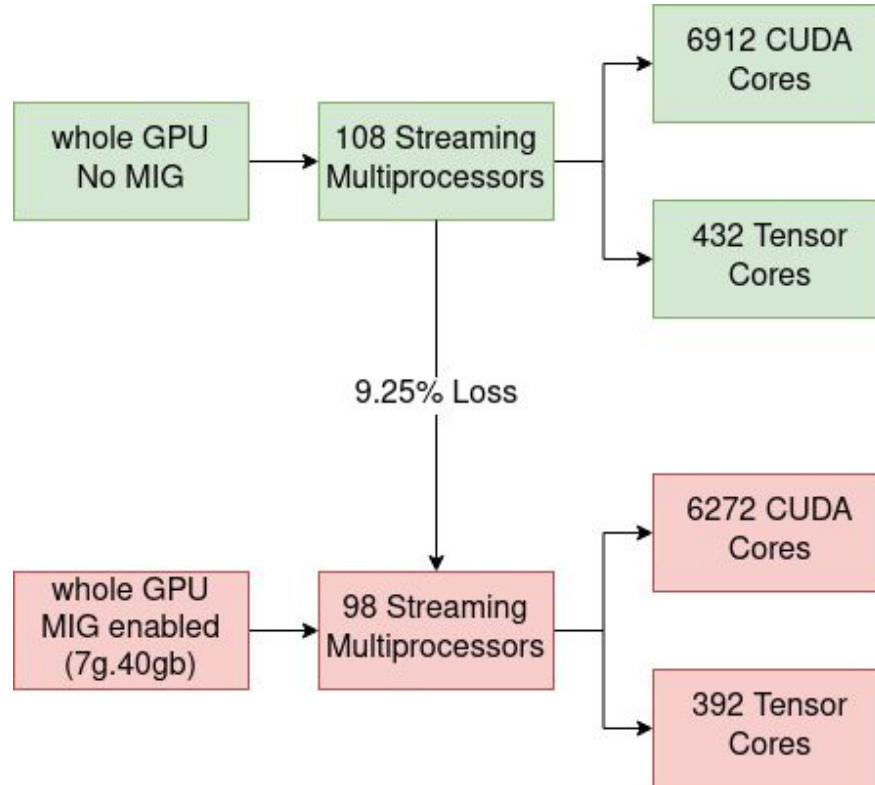 6912 CUDA
Cores
whole GPU
No MIG
108 Streaming
Multiprocessors
432 Tensor
Cores
9.25% Loss
6272 CUDA
Cores
whole GPU
MIG enabled
(7g.40gb)
98 Streaming
Multiprocessors
392 Tensor
Cores